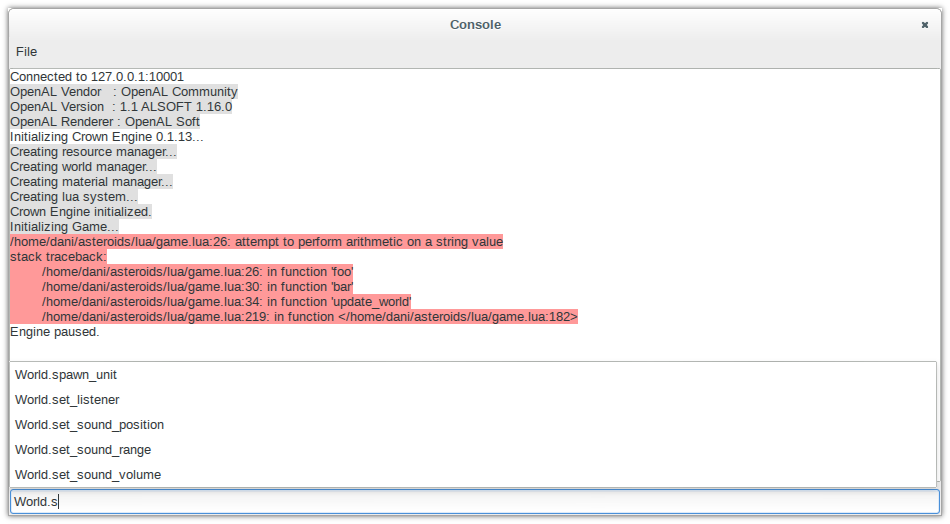 Console
File
Connected to 127.0.0.1:10001
OpenAL Vendor   : OpenAL Community
OpenAL Version  : 1.1 ALSOFT 1.16.0
OpenAL Renderer : OpenAL Soft
Initializing Crown Engine 0.1.13...
Creating resource manager...
Creating world manager...
Creating material manager...
Creating lua system...
Crown Engine initialized.
Initializing Game...
/home/dani/asteroids/lua/game.lua:26: attempt to perform arithmetic on a string value
stack traceback:
/home/dani/asteroids/lua/game.lua:26: in function 'foo'
/home/dani/asteroids/lua/game.lua:30: in function 'bar'
/home/dani/asteroids/lua/game.lua:34: in function 'update_world'
/home/dani/asteroids/lua/game.lua:219: in function </home/dani/asteroids/lua/game.lua:182>
Engine paused.
World.spawn_unit
World.set_listener
World.set_sound_position
World.set_sound_range
World.set_sound_volume
World.s